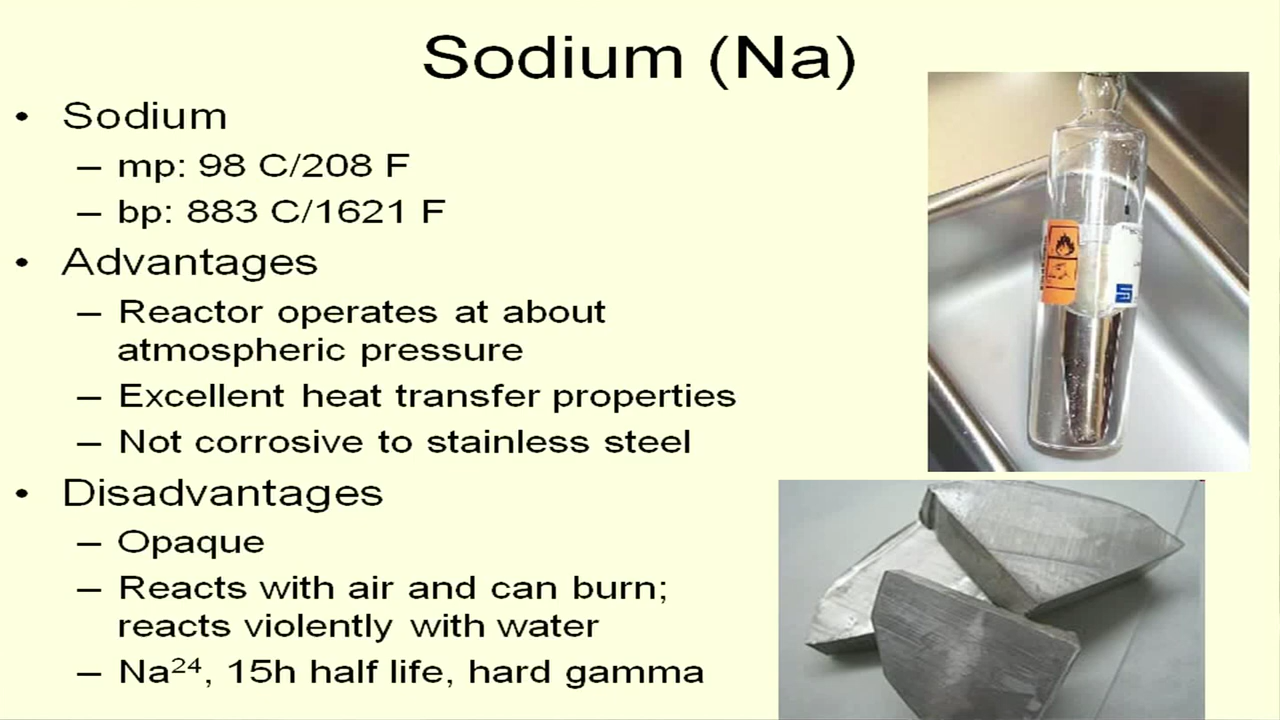 Sodium (Na)
• Sodium
– mp: 98 C/208 F
– bp: 883 C/1621 F
• Advantages
– Reactor operates at about
atmospheric pressure
– Excellent heat transfer properties
– Not corrosive to stainless steel
• Disadvantages
– Opaque
– Reacts with air and can burn;
reacts violently with water
– Na²⁴, 15h half life, hard gamma